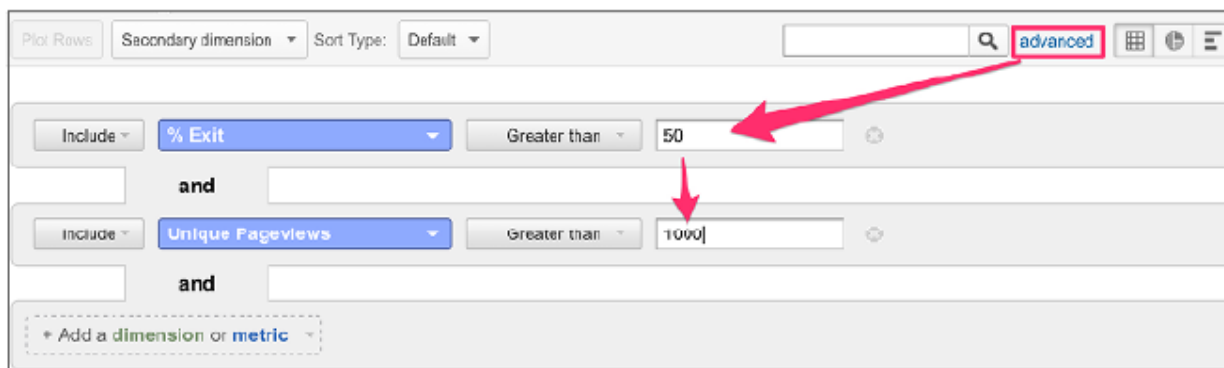 Plot Rows Secondary dimension Sort Type: Default advanced
Include % Exit Greater than 50
and
Include Unique Pageviews Greater than 1000
and
+ Add a dimension or metric